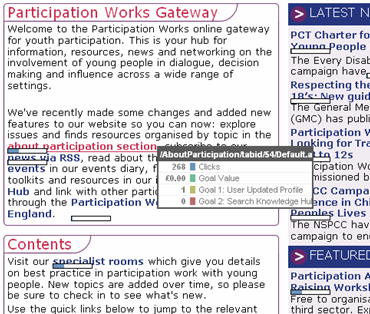 Participation Works Gateway
Welcome to the Participation Works online gateway
for youth participation. This is your hub for
information, resources, news and networking on the
involvement of young people in dialogue, decision
making and influence across a wide range of
settings.
We've recently made some changes and added new
features to our website so you can now: explore
issues and finds resources organised by topic in the
about participation section, subscribe to our
news via RSS, read about th
events in our events diary, f
toolkits and resources in our
Hub and link with other partic
through the Participation Wo
England.
/AboutParticipation/tabid/54/Default.a
268 Clicks
£0.00 Goal Value
1 Goal 1: User Updated Profile
0 Goal 2: Search Knowledge Hu
Contents
Visit our specialist rooms which give you details
on best practice in participation work with young
people. New topics are added over time, so please
be sure to check in to see what's new.
Use the quick links below to jump to the relevant
LATEST N
PCT Charter fo
Young People
The Every Disab
campaign have
Respecting the
18's: New guid
The General Me
(GMC) has publi
Participation W
Looking for Tra
to 12s
Participation Wo
missioned b
CC Campa
ence in Chi
Peoples Lives
The NSPCC hav
campaign to en
FEATURED
Participation A
Raising Worksh
Free to organisa
third sector. Ex